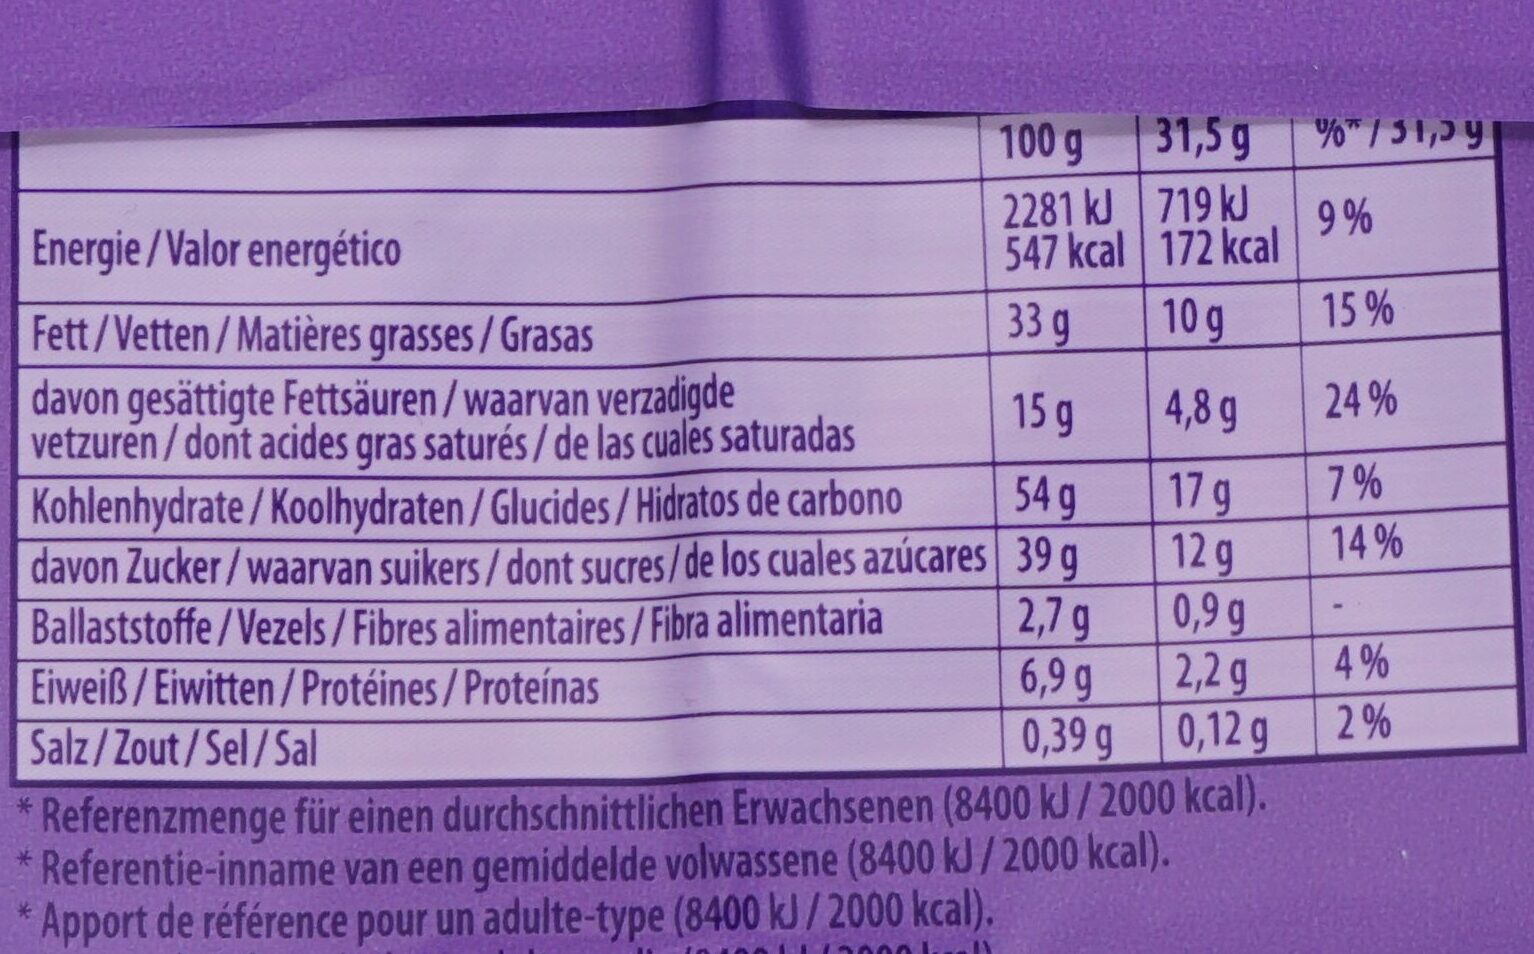 100 g 31,5 g %* / 31,5 g
2281 kJ 719 kJ
Energie / Valor energético 547 kcal 172 kcal 9 %
Fett / Vetten / Matières grasses / Grasas 33 g 10 g 15 %
davon gesättigte Fettsäuren / waarvan verzadigde
vetzuren / dont acides gras saturés / de las cuales saturadas 15 g 4,8 g 24 %
Kohlenhydrate / Koolhydraten / Glucides / Hidratos de carbono 54 g 17 g 7 %
davon Zucker / waarvan suikers / dont sucres / de los cuales azúcares 39 g 12 g 14 %
Ballaststoffe / Vezels / Fibres alimentaires / Fibra alimentaria 2,7 g 0,9 g -
Eiweiß / Eiwitten / Protéines / Proteínas 6,9 g 2,2 g 4 %
Salz / Zout / Sel / Sal 0,39 g 0,12 g 2 %
* Referenzmenge für einen durchschnittlichen Erwachsenen (8400 kJ / 2000 kcal).
* Referentie-inname van een gemiddelde volwassene (8400 kJ / 2000 kcal).
* Apport de référence pour un adulte-type (8400 kJ / 2000 kcal).